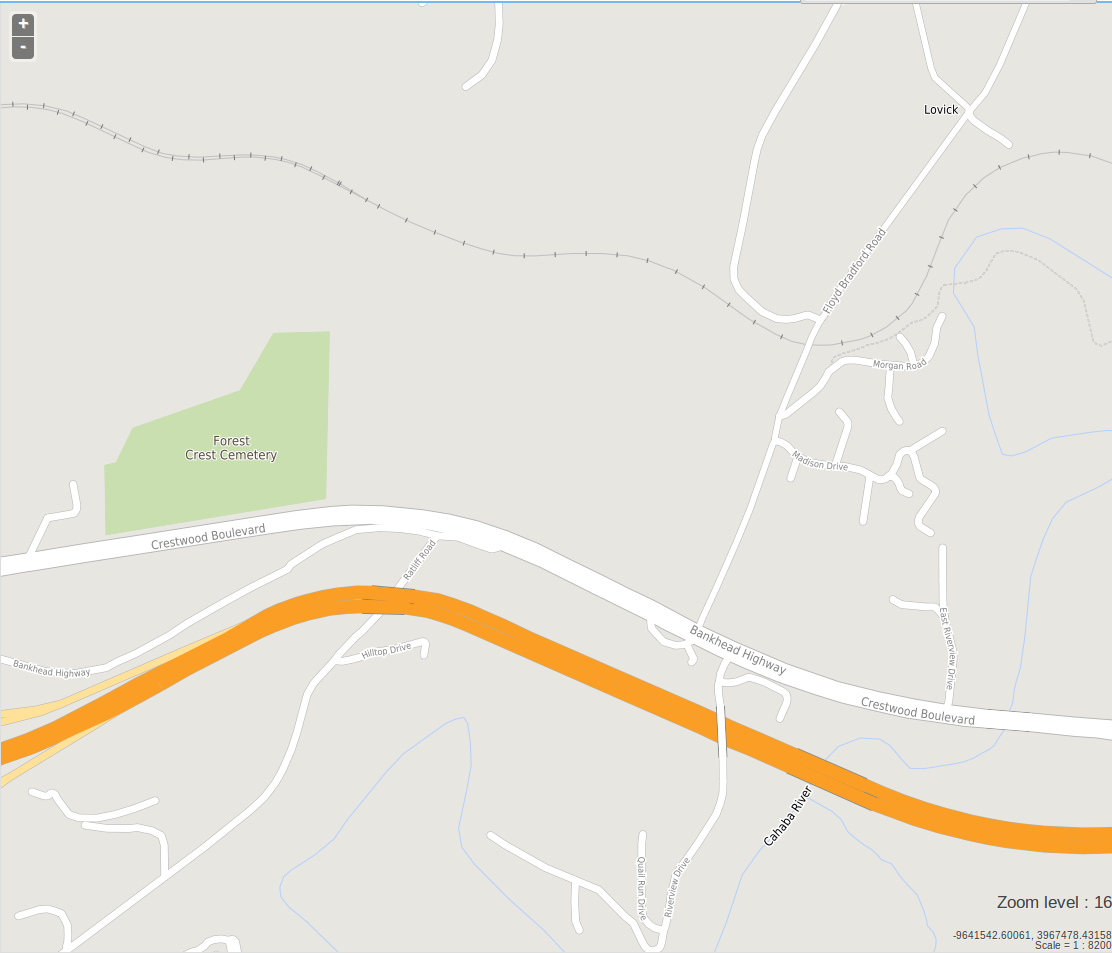 +
-
Lovick
Floyd Bradford Road
Morgan Road
Forest
Crest Cemetery
Madison Drive
Crestwood Boulevard
Ratliff Road
Bankhead Highway
East Riverview Drive
Hilltop Drive
Bankhead Highway
Crestwood Boulevard
Cahaba River
Quail Run Drive
Riverview Drive
Zoom level : 16
-9641542.60061, 3967478.43158
Scale = 1 : 8200